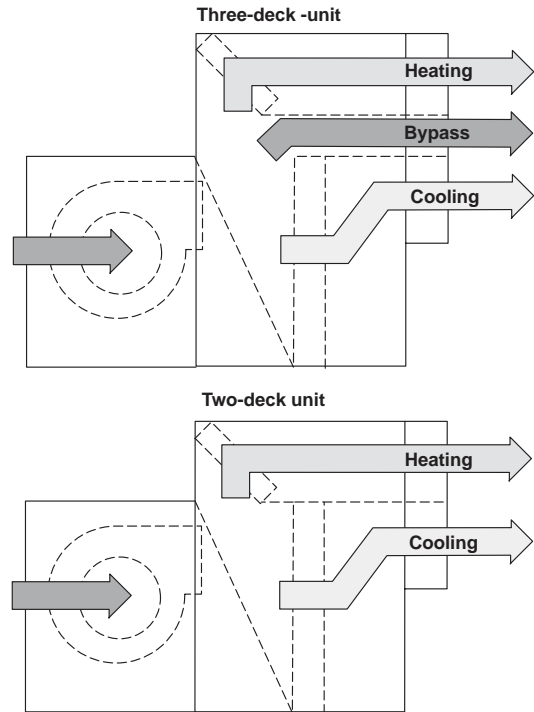 Three-deck -unit
Heating
Bypass
Cooling
Two-deck unit
Heating
Cooling